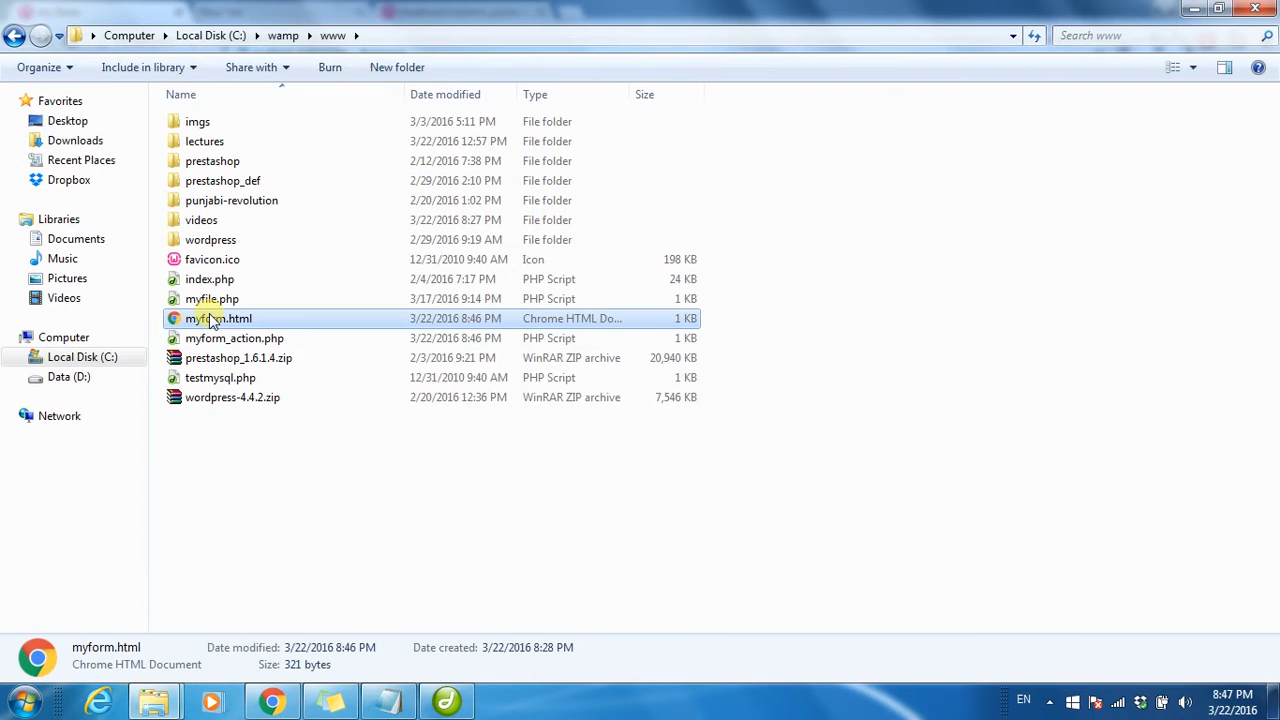 Computer Local Disk (C:) wamp www Search www
Organize Include in library Share with Burn New folder
Name Date modified Type Size
Favorites
Desktop
Downloads
Recent Places
Dropbox
Libraries
Documents
Music
Pictures
Videos
Computer
Local Disk (C:)
Data (D:)
Network
imgs 3/3/2016 5:11 PM File folder
lectures 3/22/2016 12:57 PM File folder
prestashop 2/12/2016 7:38 PM File folder
prestashop_def 2/29/2016 2:10 PM File folder
punjabi-revolution 2/20/2016 1:02 PM File folder
videos 3/22/2016 8:27 PM File folder
wordpress 2/29/2016 9:19 AM File folder
favicon.ico 12/31/2010 9:40 AM Icon 198 KB
index.php 2/4/2016 7:17 PM PHP Script 24 KB
myfile.php 3/17/2016 9:14 PM PHP Script 1 KB
myform.html 3/22/2016 8:46 PM Chrome HTML Do... 1 KB
myform_action.php 3/22/2016 8:46 PM PHP Script 1 KB
prestashop_1.6.1.4.zip 2/3/2016 9:21 PM WinRAR ZIP archive 20,940 KB
testmysql.php 12/31/2010 9:40 AM PHP Script 1 KB
wordpress-4.4.2.zip 2/20/2016 12:36 PM WinRAR ZIP archive 7,546 KB
myform.html Date modified: 3/22/2016 8:46 PM Date created: 3/22/2016 8:28 PM
Chrome HTML Document Size: 321 bytes
EN 8:47 PM
3/22/2016